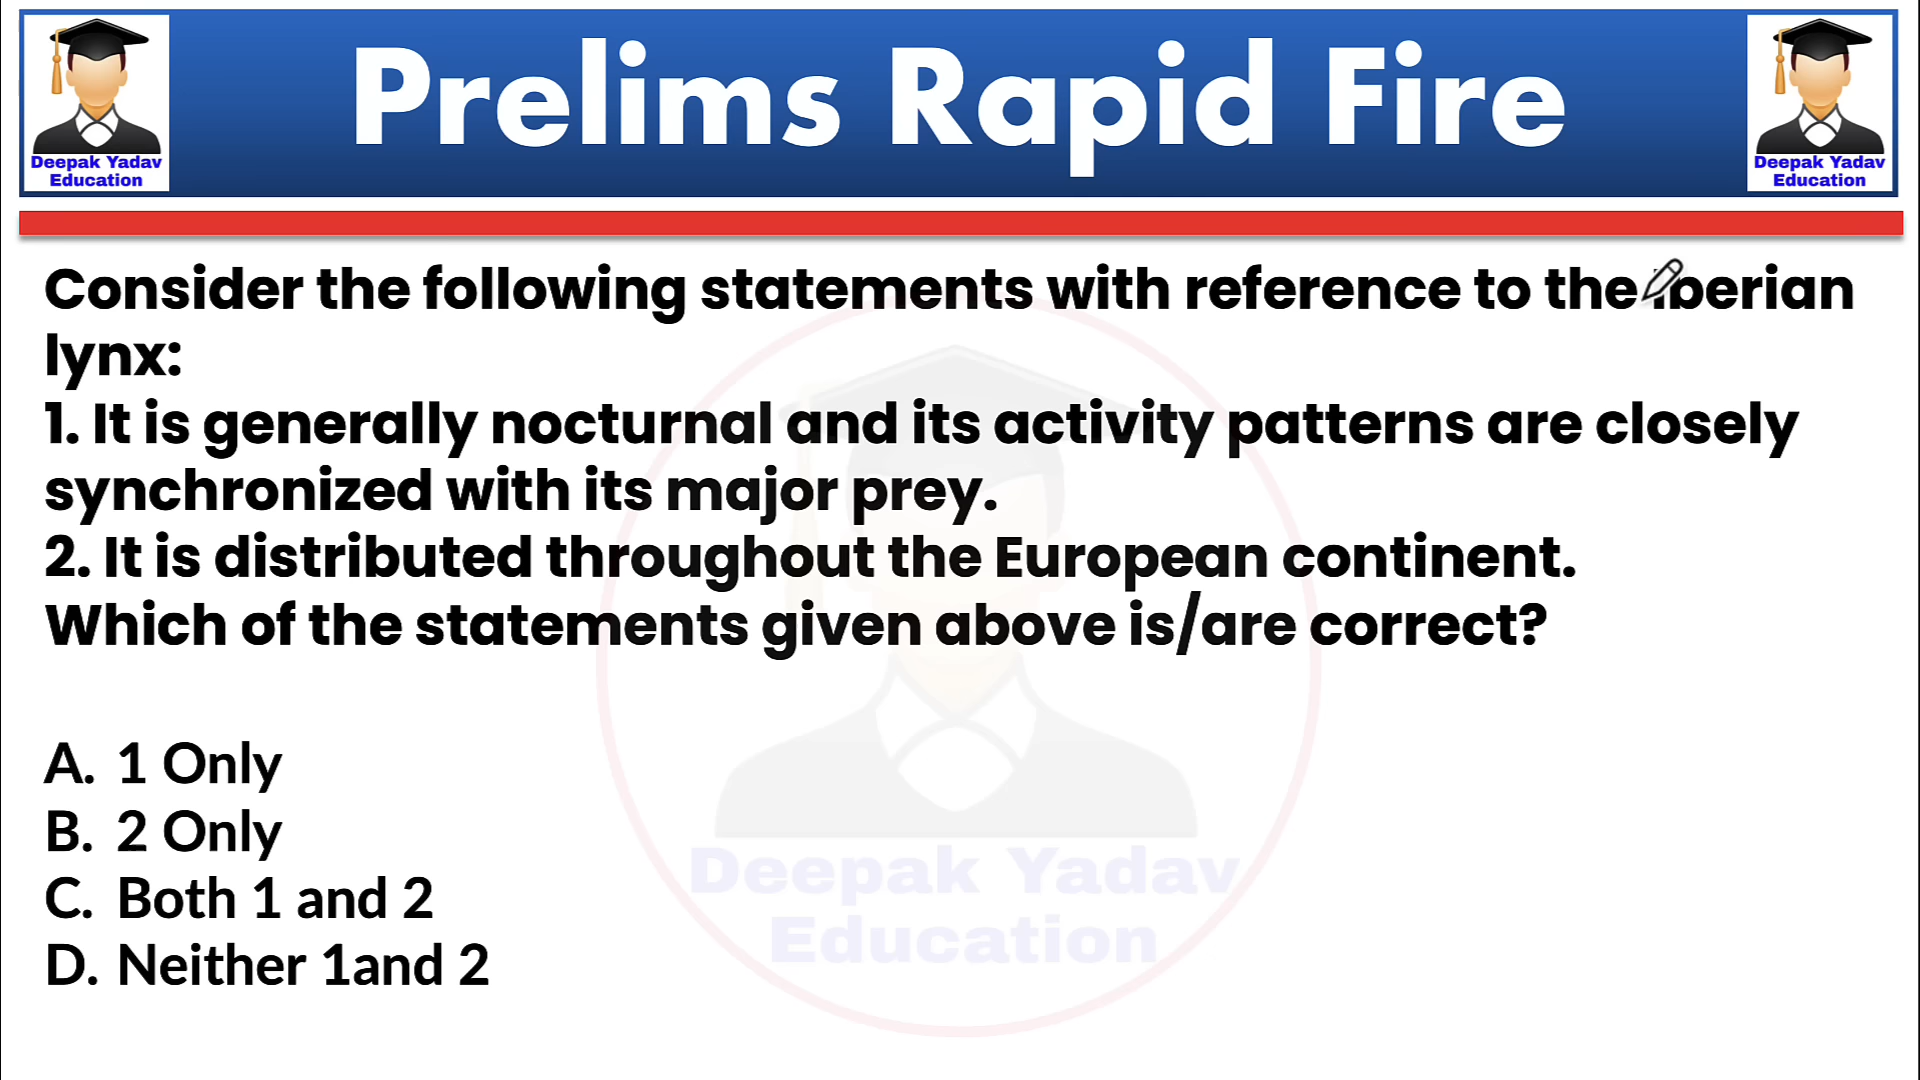 Prelims Rapid Fire
Deepak Yadav
Education
Deepak Yadav
Education
Consider the following statements with reference to the Iberian
lynx:
1. It is generally nocturnal and its activity patterns are closely
synchronized with its major prey.
2. It is distributed throughout the European continent.
Which of the statements given above is/are correct?
A. 1 Only
B. 2 Only
C. Both 1 and 2
D. Neither 1and 2
Deepak Yadav
Education